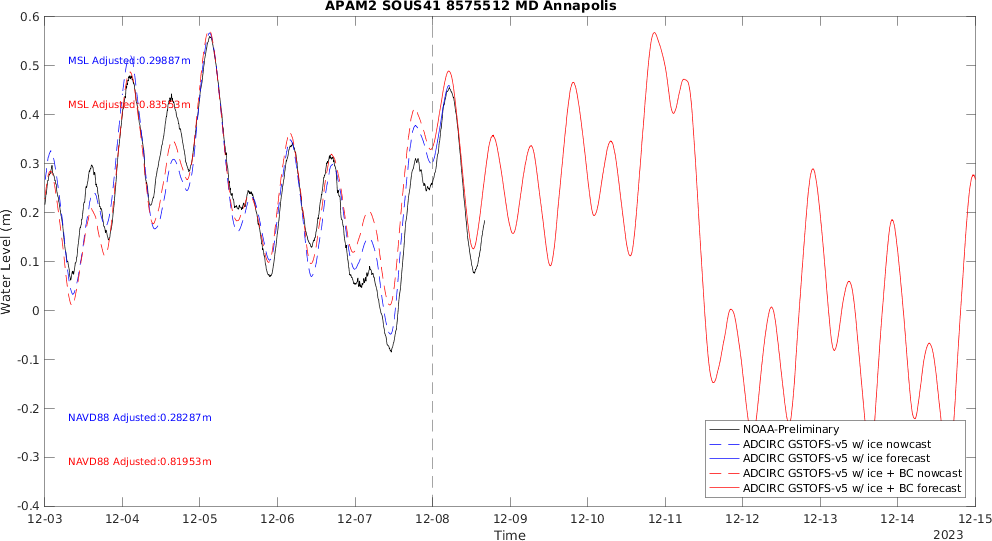 APAM2 SOUS41 8575512 MD Annapolis
0.6
0.5
0.4
0.3
0.2
0.1
0
-0.1
-0.2
-0.3
-0.4
Water Level (m)
MSL Adjusted:0.29887m
MSL Adjusted:0.83553m
NAVD88 Adjusted:0.28287m
NAVD88 Adjusted:0.81953m
NOAA-Preliminary
ADCIRC GSTOFS-v5 w/ ice nowcast
ADCIRC GSTOFS-v5 w/ ice forecast
ADCIRC GSTOFS-v5 w/ ice + BC nowcast
ADCIRC GSTOFS-v5 w/ ice + BC forecast
12-03 12-04 12-05 12-06 12-07 12-08 12-09 12-10 12-11 12-12 12-13 12-14 12-15
Time
2023